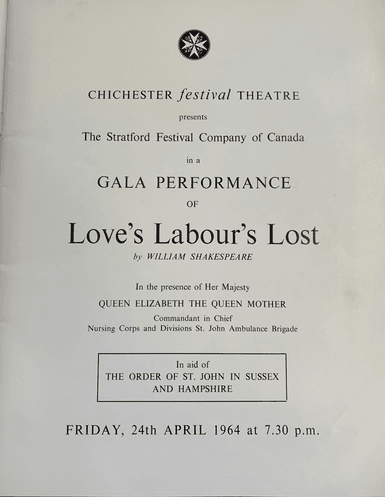 CHICHESTER festival THEATRE
presents
The Stratford Festival Company of Canada
in a
GALA PERFORMANCE
OF
Love's Labour's Lost
by WILLIAM SHAKESPEARE
In the presence of Her Majesty
QUEEN ELIZABETH THE QUEEN MOTHER
Commandant in Chief
Nursing Corps and Divisions St. John Ambulance Brigade
In aid of
THE ORDER OF ST. JOHN IN SUSSEX
AND HAMPSHIRE
FRIDAY, 24th APRIL 1964 at 7.30 p.m.